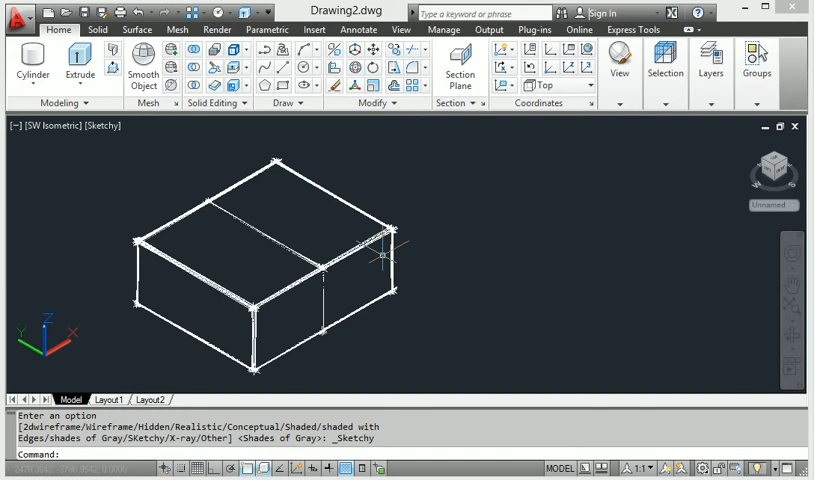 Drawing2.dwg
Type a keyword or phrase
Sign In
Home Solid Surface Mesh Render Parametric Insert Annotate View Manage Output Plug-ins Online Express Tools
Cylinder
Extrude
Smooth
Object
Section
Plane
Top
View
Selection
Layers
Groups
Modeling
Mesh
Solid Editing
Draw
Modify
Section
Coordinates
[−] [SW Isometric] [Sketchy]
W S
Unnamed
Z
Y X
Model Layout1 Layout2
Enter an option
[2dwireframe/Wireframe/Hidden/Realistic/Conceptual/Shaded/shaded with
Edges/shades of Gray/SKetchy/X-ray/Other] <Shades of Gray>: _Sketchy
Command:
MODEL
1:1